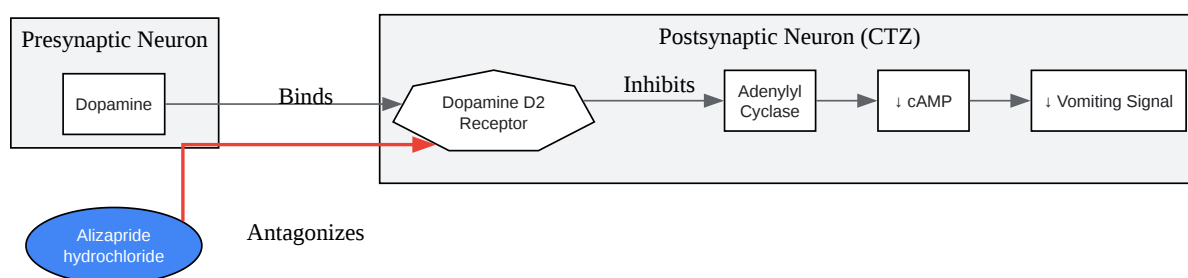 Presynaptic Neuron
Postsynaptic Neuron (CTZ)
Dopamine
Binds
Dopamine D2
Receptor
Inhibits
Adenylyl
Cyclase
↓ cAMP
↓ Vomiting Signal
Alizapride
hydrochloride
Antagonizes